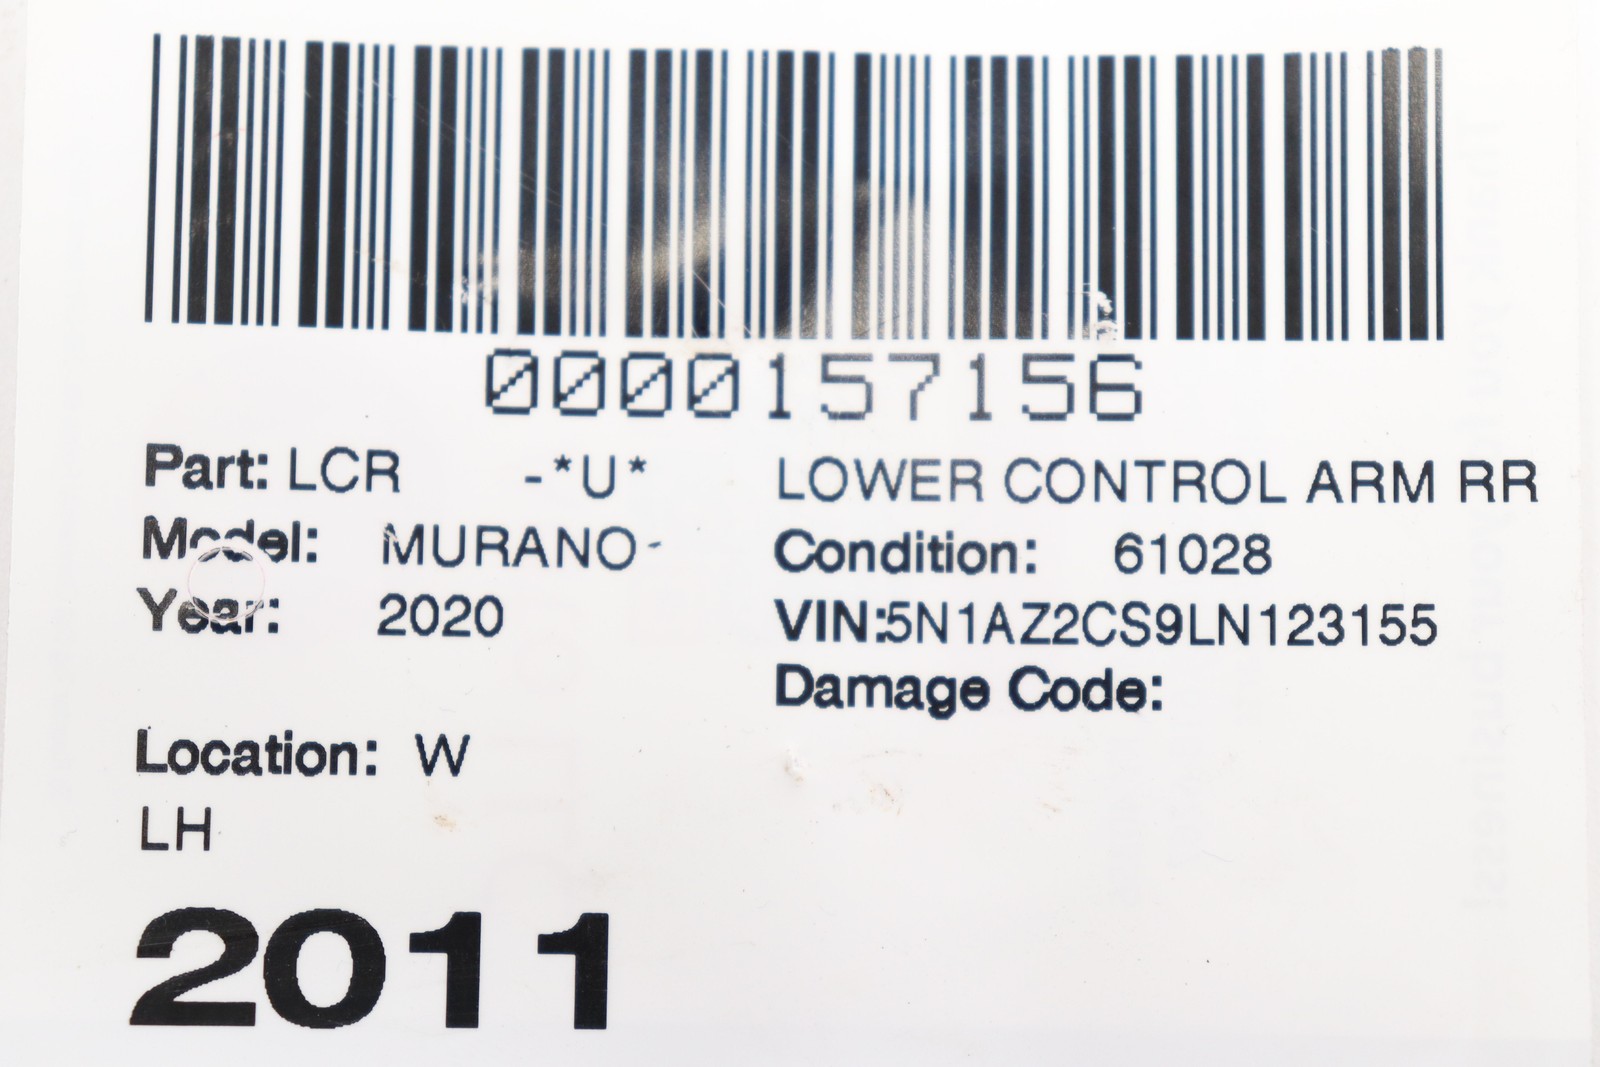 0000157156
Part: LCR -*U* LOWER CONTROL ARM RR
Model: MURANO- Condition: 61028
Year: 2020 VIN:5N1AZ2CS9LN123155
Damage Code:
Location: W
LH
2011